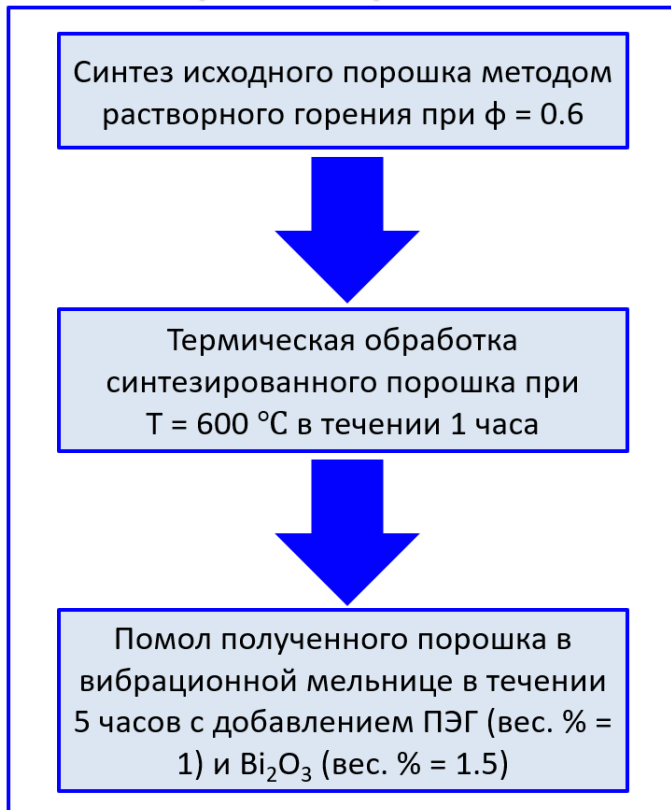 Синтез исходного порошка методом
растворного горения при ф = 0.6
Термическая обработка
синтезированного порошка при
Т = 600 ℃ в течении 1 часа
Помол полученного порошка в
вибрационной мельнице в течении
5 часов с добавлением ПЭГ (вес. % =
1) и Bi₂O₃ (вес. % = 1.5)